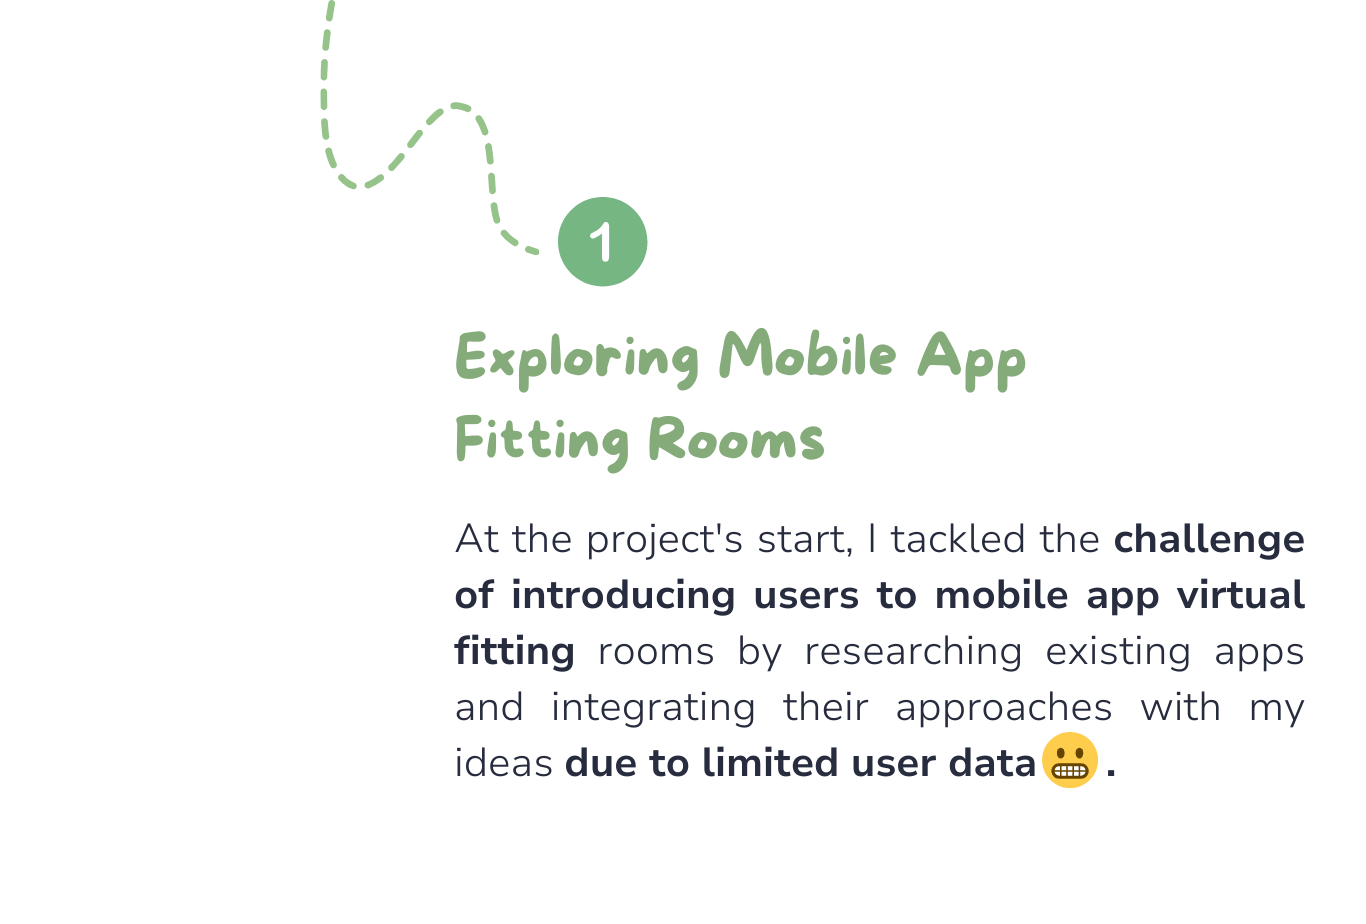 1
Exploring Mobile App
Fitting Rooms
At the project's start, I tackled the challenge
of introducing users to mobile app virtual
fitting rooms by researching existing apps
and integrating their approaches with my
ideas due to limited user data😬.